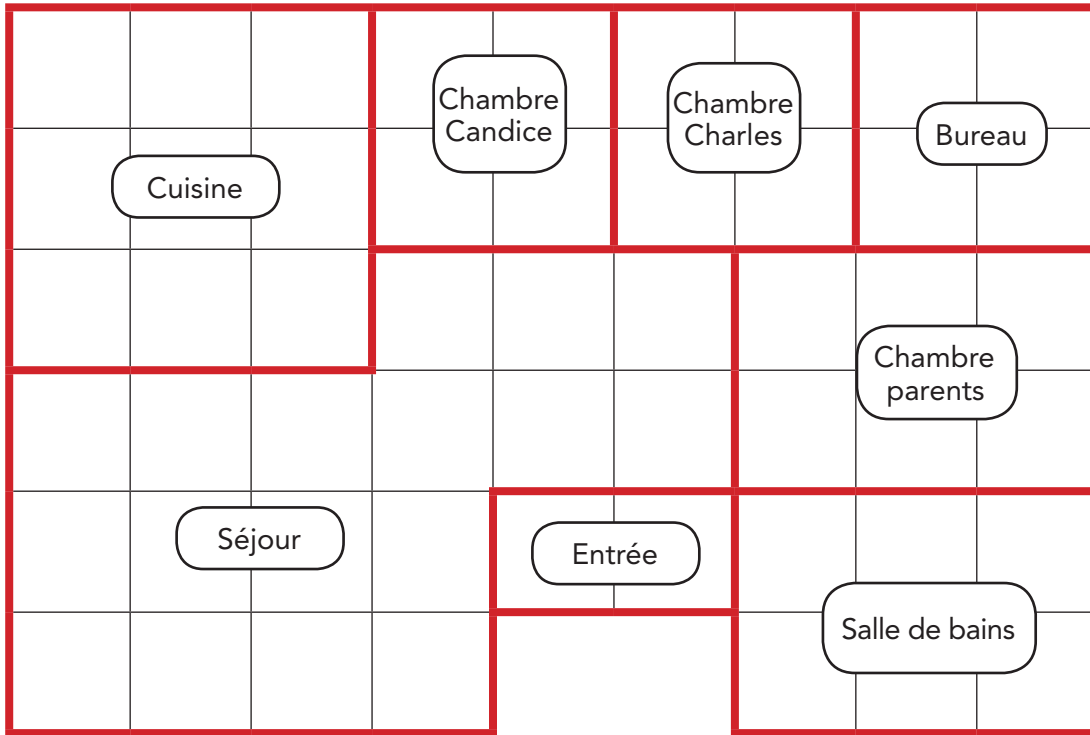 Chambre
Candice
Chambre
Charles
Bureau
Cuisine
Chambre
parents
Séjour
Entrée
Salle de bains